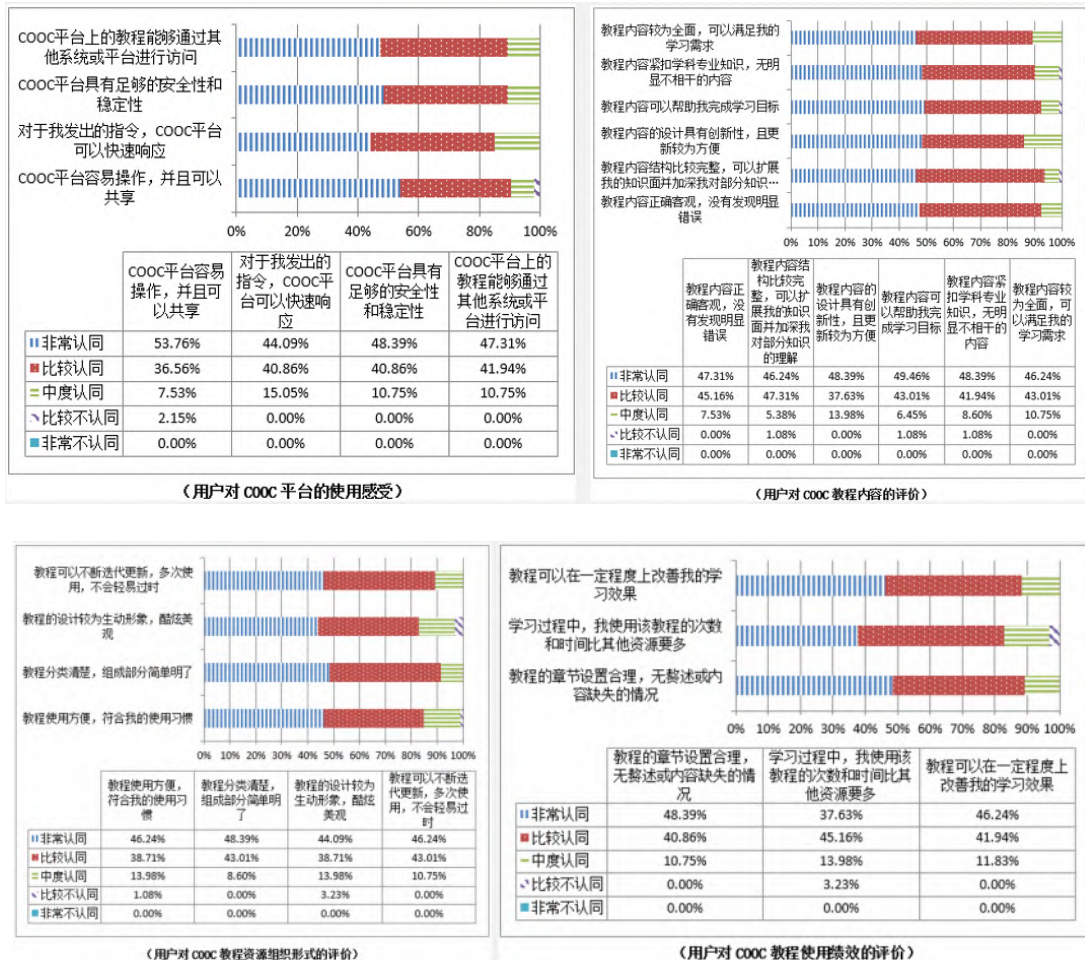 COOC平台上的教程能够通过其
他系统或平台进行访问
COOC平台具有足够的安全性和
稳定性
对于我发出的指令，COOC平台
可以快速响应
COOC平台容易操作，并且可以
共享
0% 20% 40% 60% 80% 100%
COOC平台容易
操作，并且可
以共享
对于我发出的
指令，COOC平
台可以快速响
应
COOC平台具有
足够的安全性
和稳定性
COOC平台上的
教程能够通过
其他系统或平
台进行访问
非常认同 53.76% 44.09% 48.39% 47.31%
比较认同 36.56% 40.86% 40.86% 41.94%
中度认同 7.53% 15.05% 10.75% 10.75%
比较不认同 2.15% 0.00% 0.00% 0.00%
非常不认同 0.00% 0.00% 0.00% 0.00%
（用户对 COOC 平台的使用感受）
教程内容较为全面，可以满足我的
学习需求
教程内容紧扣学科专业知识，无明
显不相干的内容
教程内容可以帮助我完成学习目标
教程内容的设计具有创新性，且更
新较为方便
教程内容结构比较完整，可以扩展
我的知识面并加深我对部分知识…
教程内容正确客观，没有发现明显
错误
0% 10% 20% 30% 40% 50% 60% 70% 80% 90% 100%
教程内容正
确客观，没
有发现明显
错误
教程内容结
构比较完
整，可以扩
展我的知识
面并加深我
对部分知识
的理解
教程内容的
设计具有创
新性，且更
新较为方便
教程内容可
以帮助我完
成学习目标
教程内容紧
扣学科专业
知识，无明
显不相干的
内容
教程内容较
为全面，可
以满足我的
学习需求
非常认同 47.31% 46.24% 48.39% 49.46% 48.39% 46.24%
比较认同 45.16% 47.31% 37.63% 43.01% 41.94% 43.01%
中度认同 7.53% 5.38% 13.98% 6.45% 8.60% 10.75%
比较不认同 0.00% 1.08% 0.00% 1.08% 1.08% 0.00%
非常不认同 0.00% 0.00% 0.00% 0.00% 0.00% 0.00%
（用户对 COOC 教程内容的评价）
教程可以不断迭代更新，多次使
用，不会轻易过时
教程的设计较为生动形象，酷炫美
观
教程分类清楚，组成部分简单明了
教程使用方便，符合我的使用习惯
0% 10% 20% 30% 40% 50% 60% 70% 80% 90% 100%
教程使用方便，
符合我的使用习
惯
教程分类清楚，
组成部分简单明
了
教程的设计较为
生动形象，酷炫
美观
教程可以不断迭
代更新，多次使
用，不会轻易过
时
非常认同 46.24% 48.39% 44.09% 46.24%
比较认同 38.71% 43.01% 38.71% 43.01%
中度认同 13.98% 8.60% 13.98% 10.75%
比较不认同 1.08% 0.00% 3.23% 0.00%
非常不认同 0.00% 0.00% 0.00% 0.00%
（用户对 COOC 教程资源组织形式的评价）
教程可以在一定程度上改善我的学
习效果
学习过程中，我使用该教程的次数
和时间比其他资源要多
教程的章节设置合理，无赘述或内
容缺失的情况
0% 10% 20% 30% 40% 50% 60% 70% 80% 90% 100%
教程的章节设置合理，
无赘述或内容缺失的情
况
学习过程中，我使用该
教程的次数和时间比其
他资源要多
教程可以在一定程度上
改善我的学习效果
非常认同 48.39% 37.63% 46.24%
比较认同 40.86% 45.16% 41.94%
中度认同 10.75% 13.98% 11.83%
比较不认同 0.00% 3.23% 0.00%
非常不认同 0.00% 0.00% 0.00%
（用户对 COOC 教程使用绩效的评价）